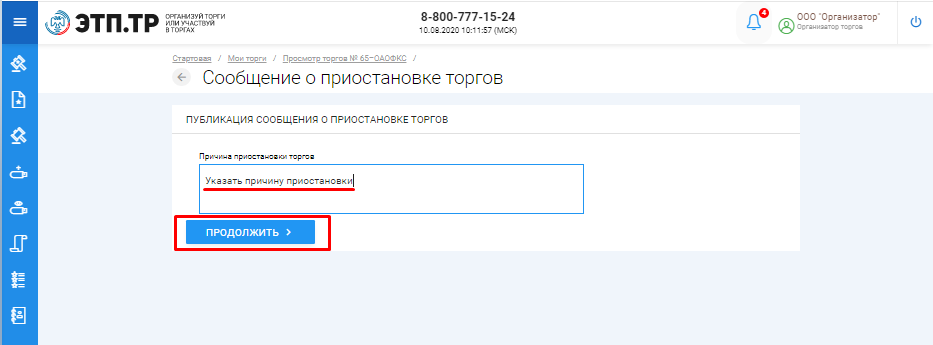 ЭТП.ТР
ОРГАНИЗУЙ ТОРГИ
ИЛИ УЧАСТВУЙ
В ТОРГАХ
8-800-777-15-24
10.08.2020 10:11:57 (МСК)
4
ООО "Организатор"
Организатор торгов
Стартовая / Мои торги / Просмотр торгов № 65-ОАОФКС /
Сообщение о приостановке торгов
ПУБЛИКАЦИЯ СООБЩЕНИЯ О ПРИОСТАНОВКЕ ТОРГОВ
Причина приостановки торгов
Указать причину приостановки
ПРОДОЛЖИТЬ